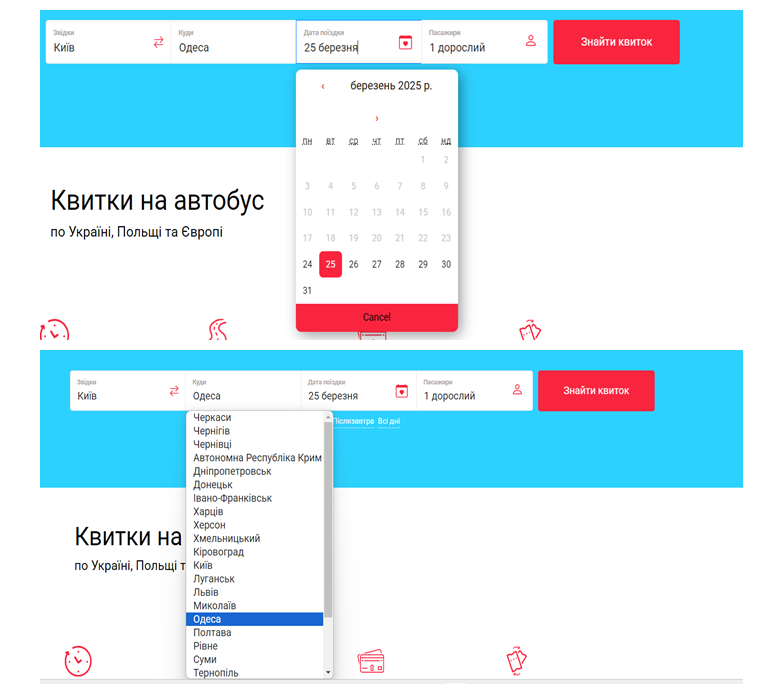 Звідки Куди Дата поїздки Пасажири
Київ Одеса 25 березня 1 дорослий Знайти квиток
‹ березень 2025 р.
›
пн вт ср чт пт сб нд
1 2
3 4 5 6 7 8 9
10 11 12 13 14 15 16
17 18 19 20 21 22 23
24 25 26 27 28 29 30
31
Cancel
Квитки на автобус
по Україні, Польщі та Європі
Звідки Куди Дата поїздки Пасажири
Київ Одеса 25 березня 1 дорослий Знайти квиток
Післязавтра Всі дні
Черкаси
Чернігів
Чернівці
Автономна Республіка Крим
Дніпропетровськ
Донецьк
Івано-Франківськ
Харців
Херсон
Хмельницький
Кіровоград
Київ
Луганськ
Львів
Миколаїв
Одеса
Полтава
Рівне
Суми
Тернопіль
Квитки на
по Україні, Польщі т